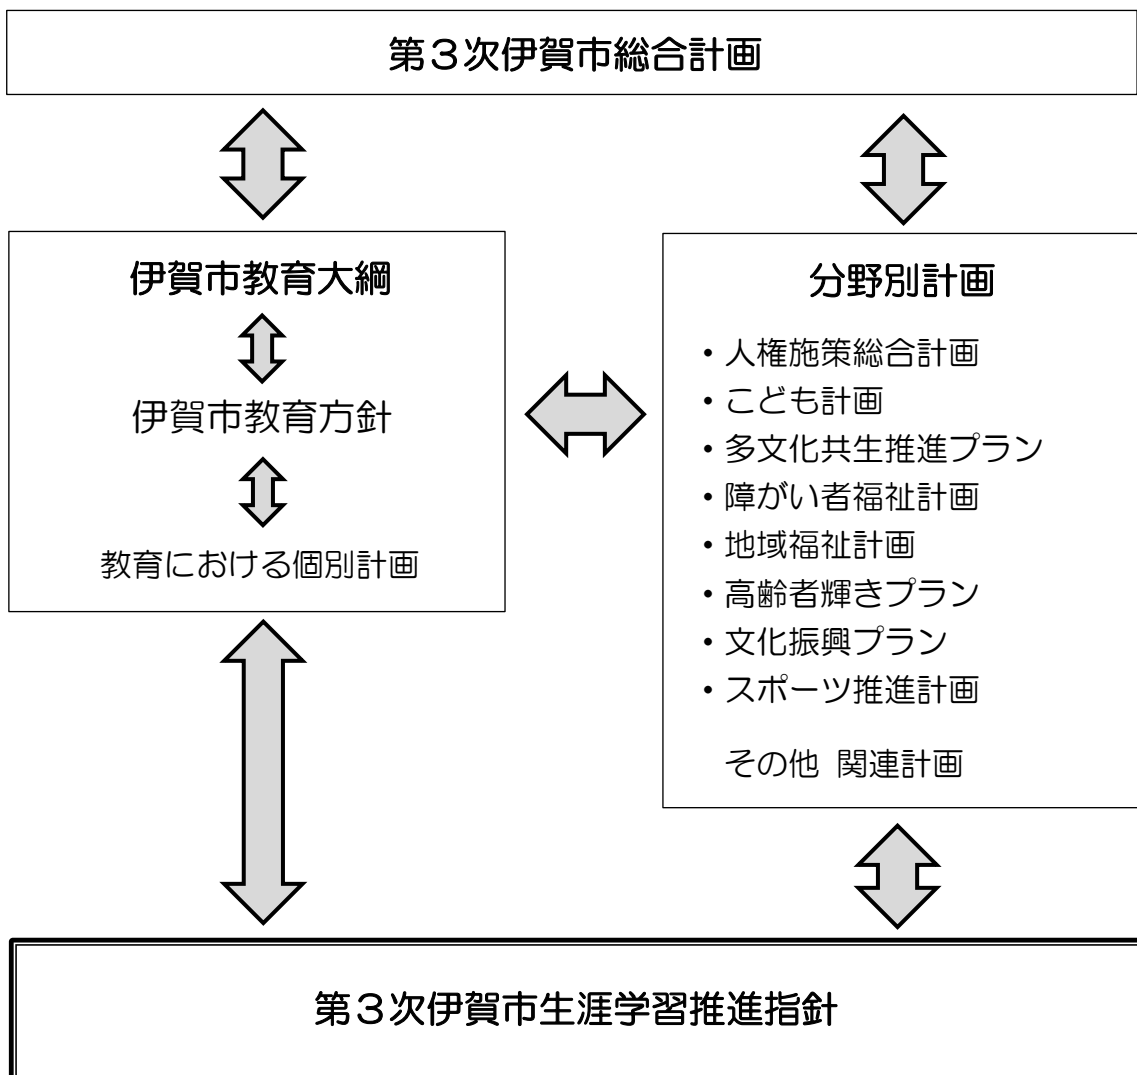 第３次伊賀市総合計画
伊賀市教育大綱
伊賀市教育方針
教育における個別計画
分野別計画
・人権施策総合計画
・こども計画
・多文化共生推進プラン
・障がい者福祉計画
・地域福祉計画
・高齢者輝きプラン
・文化振興プラン
・スポーツ推進計画
その他 関連計画
第３次伊賀市生涯学習推進指針